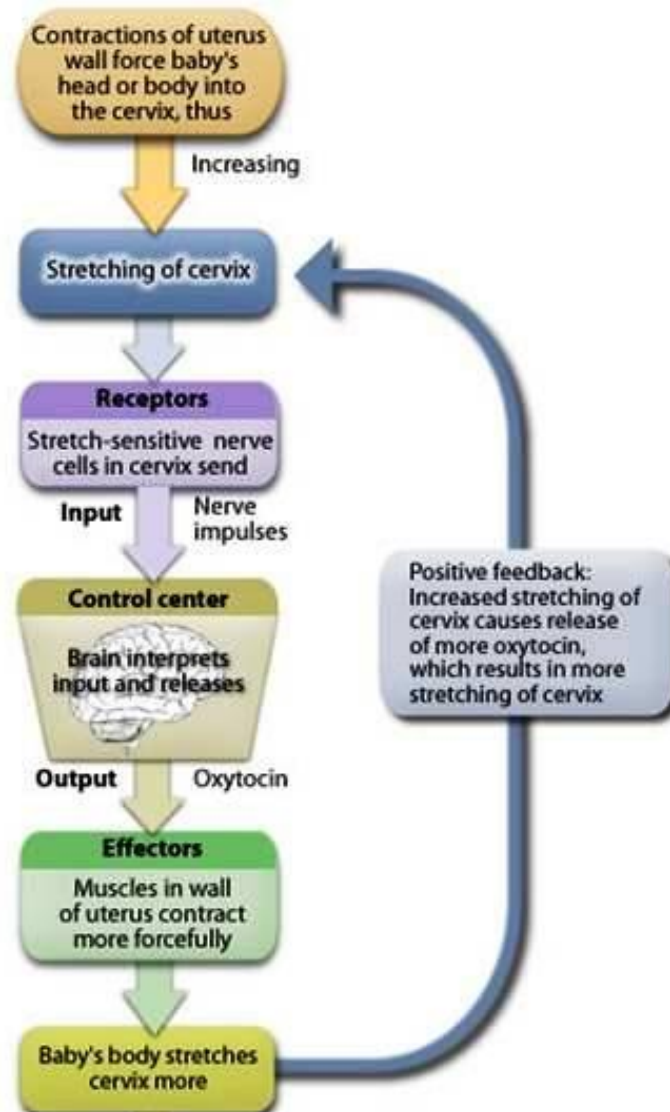 Contractions of uterus
wall force baby's
head or body into
the cervix, thus
Increasing
Stretching of cervix
Receptors
Stretch-sensitive nerve
cells in cervix send
Input
Nerve
impulses
Control center
Brain interprets
input and releases
Output
Oxytocin
Effectors
Muscles in wall
of uterus contract
more forcefully
Baby's body stretches
cervix more
Positive feedback:
Increased stretching of
cervix causes release
of more oxytocin,
which results in more
stretching of cervix